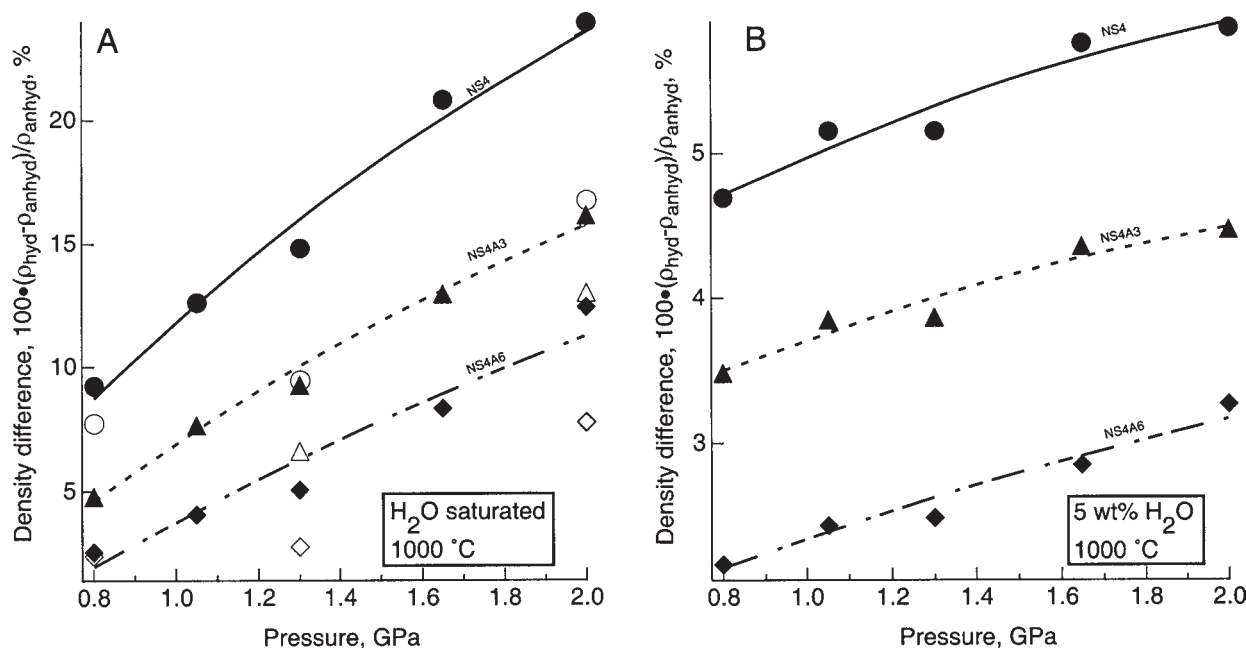 A
Density difference, 100•(ρhyd-ρanhyd)/ρanhyd, %
20
15
10
5
NS4
NS4A3
NS4A6
H2O saturated
1000 ˚C
0.8 1.0 1.2 1.4 1.6 1.8 2.0
Pressure, GPa
B
Density difference, 100•(ρhyd-ρanhyd)/ρanhyd, %
5
4
3
NS4
NS4A3
NS4A6
5 wt% H2O
1000 ˚C
0.8 1.0 1.2 1.4 1.6 1.8 2.0
Pressure, GPa